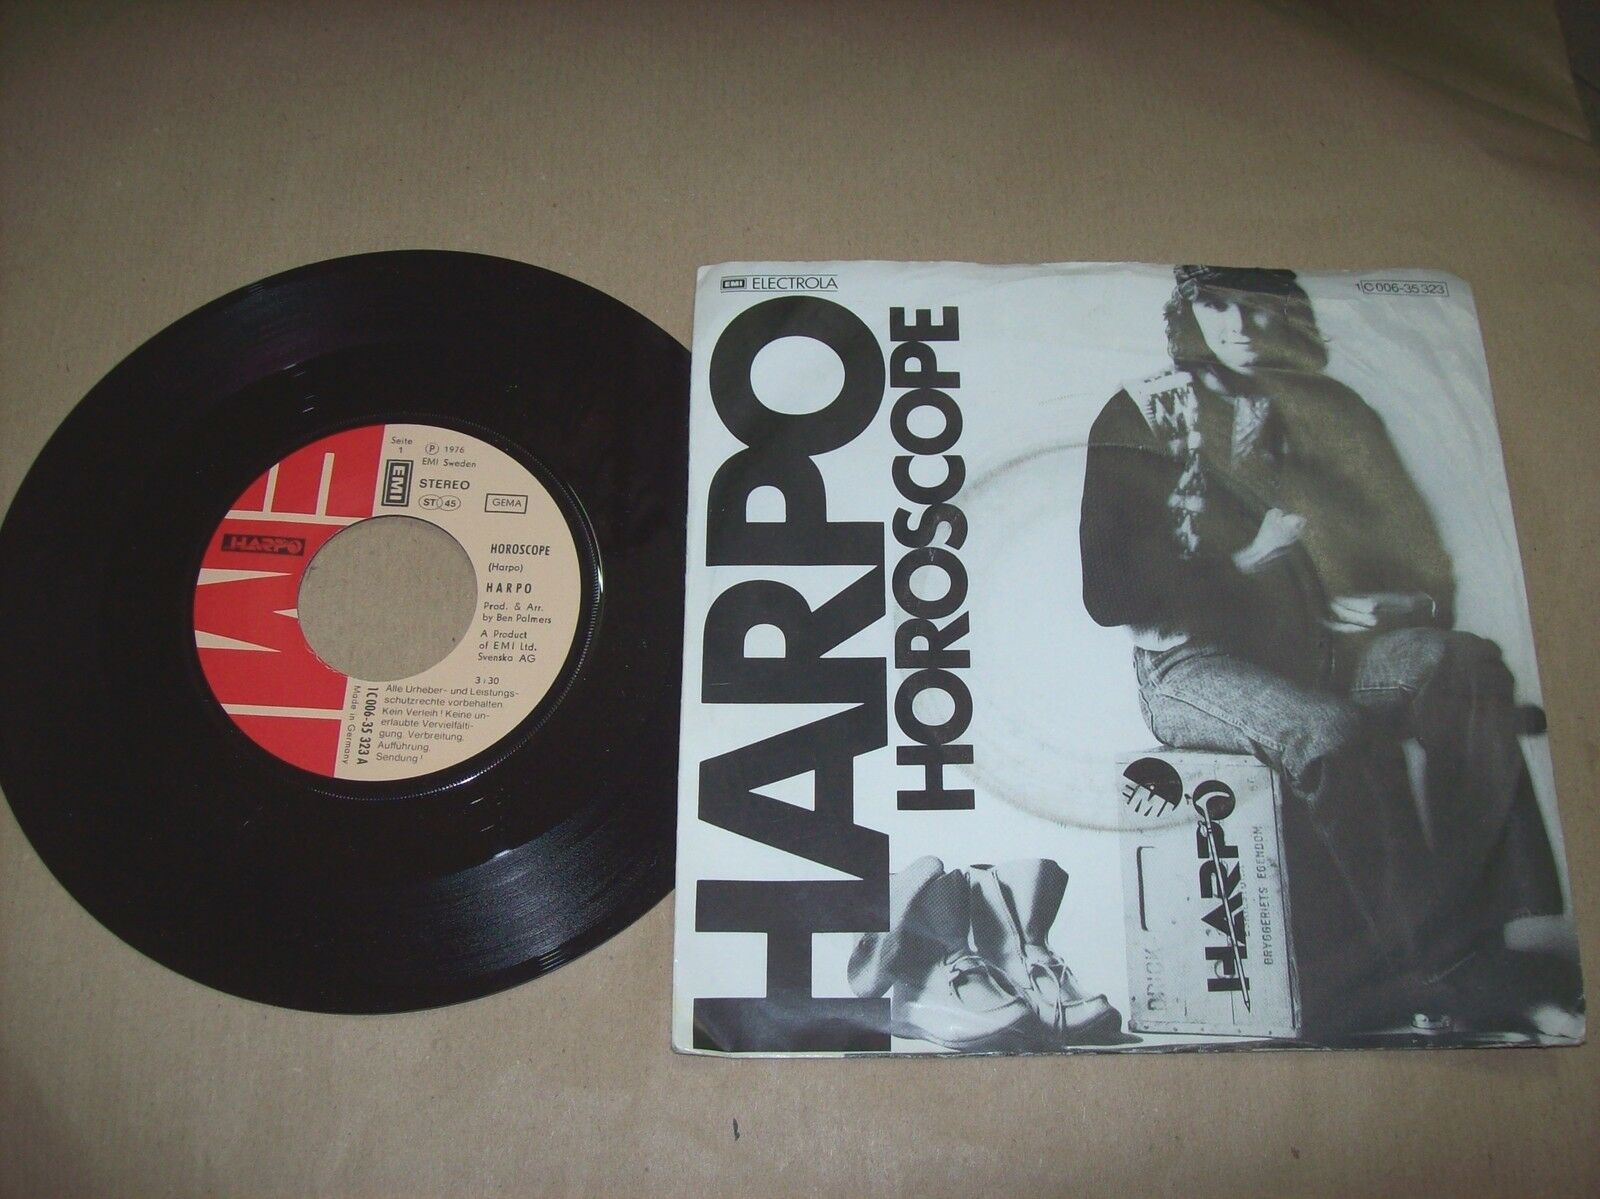 HARPO
Seite
1
Ⓟ 1976
EMI Sweden
EMI
STEREO
ST 45
GEMA
HOROSCOPE
(Harpo)
HARPO
Prod. & Arr.
by Ben Palmers
A Product
of EMI Ltd.
Svenska AG
3:30
Alle Urheber- und Leistungs-
schutzrechte vorbehalten.
Kein Verleih! Keine un-
erlaubte Vervielfälti-
gung, Verbreitung,
Aufführung,
Sendung!
1C006-35 323 A
Made in Germany
EMI ELECTROLA
1C 006-35 323
HARPO
HOROSCOPE
EMI
HARPO
BRYGGERIETS EGENDOM